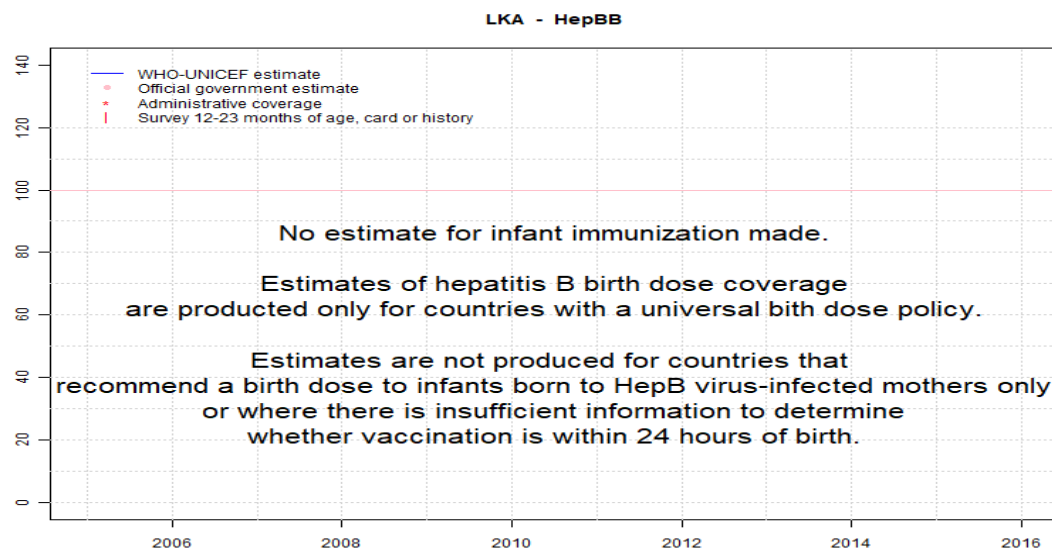 LKA - HepBB
WHO-UNICEF estimate
Official government estimate
Administrative coverage
Survey 12-23 months of age, card or history
140
120
100
80
60
40
20
0
No estimate for infant immunization made.
Estimates of hepatitis B birth dose coverage
are producted only for countries with a universal bith dose policy.
Estimates are not produced for countries that
recommend a birth dose to infants born to HepB virus-infected mothers only
or where there is insufficient information to determine
whether vaccination is within 24 hours of birth.
2006 2008 2010 2012 2014 2016